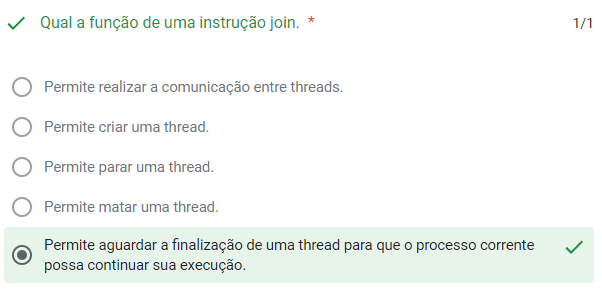 Qual a função de uma instrução join. *
1/1
Permite realizar a comunicação entre threads.
Permite criar uma thread.
Permite parar uma thread.
Permite matar uma thread.
Permite aguardar a finalização de uma thread para que o processo corrente
possa continuar sua execução.